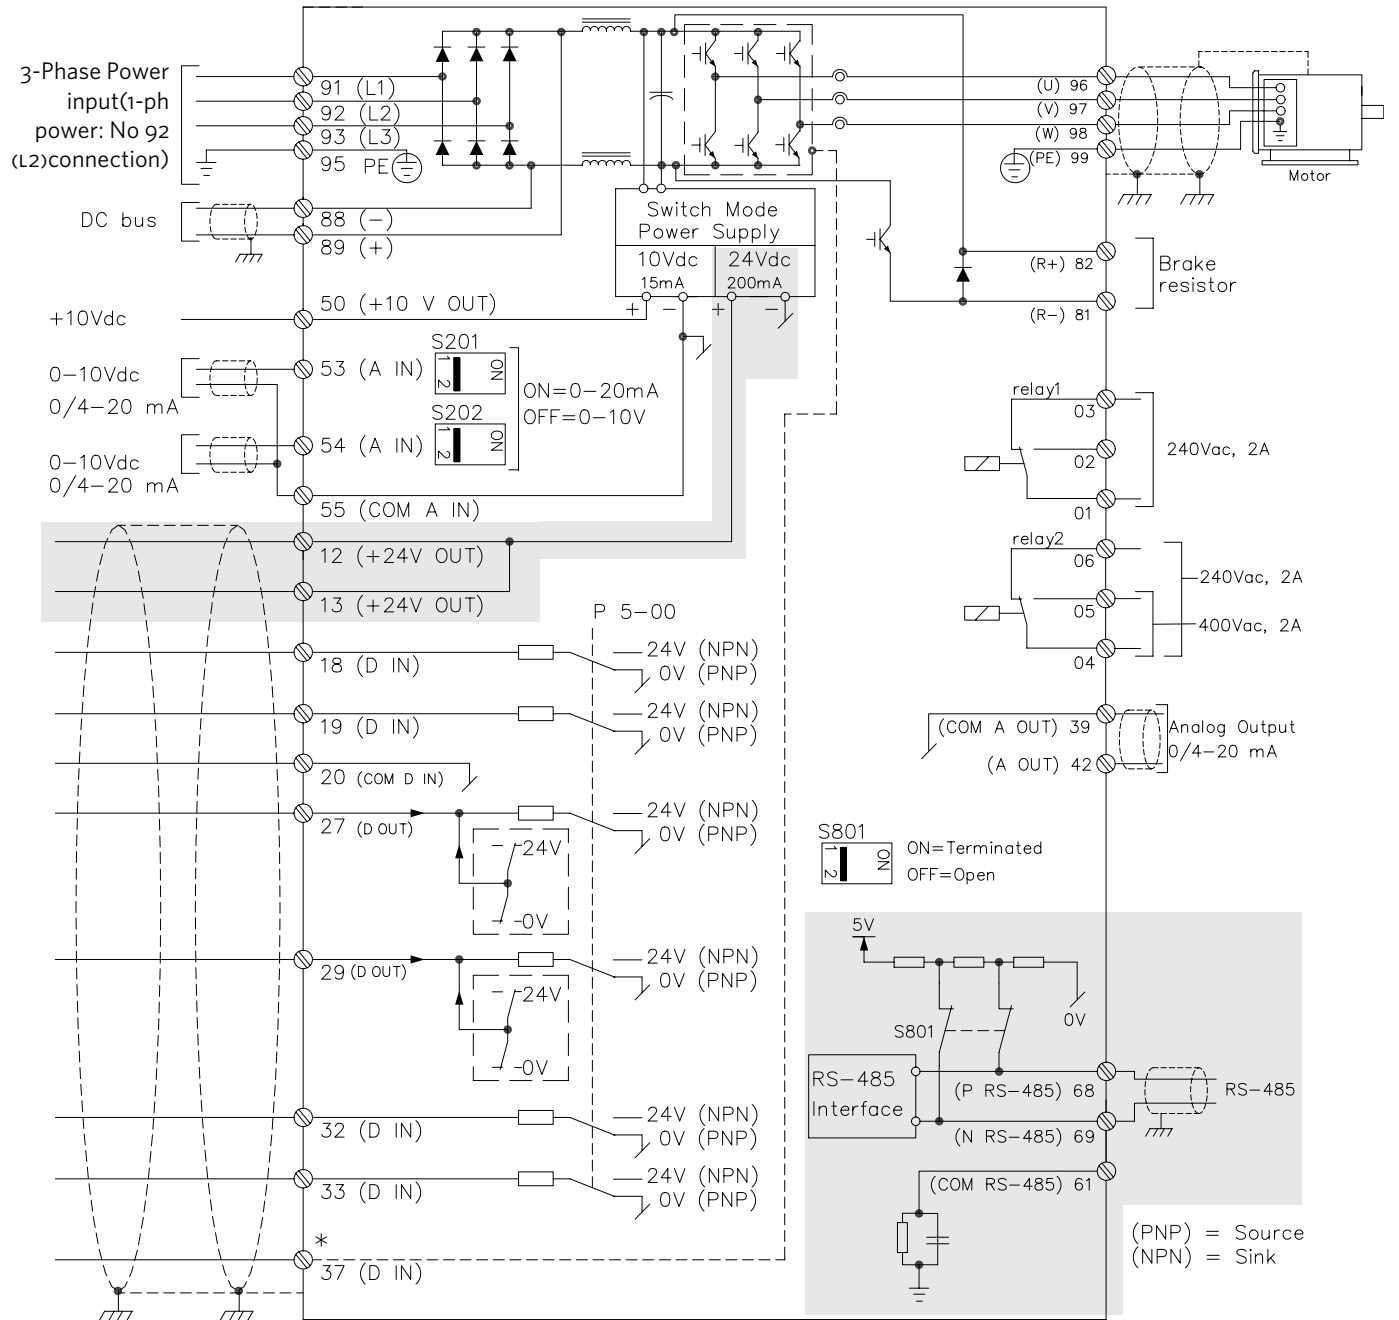 3-Phase Power
input(1-ph
power: No 92
(L2)connection)
91 (L1)
92 (L2)
93 (L3)
95 PE
DC bus
88 (-)
89 (+)
+10Vdc
50 (+10 V OUT)
0-10Vdc
0/4-20 mA
53 (A IN)
0-10Vdc
0/4-20 mA
54 (A IN)
55 (COM A IN)
12 (+24V OUT)
13 (+24V OUT)
18 (D IN)
19 (D IN)
20 (COM D IN)
27 (D OUT)
24V
0V
29 (D OUT)
24V
0V
32 (D IN)
33 (D IN)
*
37 (D IN)
S201
1 2 ON
S202
1 2 ON
ON=0-20mA
OFF=0-10V
Switch Mode
Power Supply
10Vdc
15mA
24Vdc
200mA
+ - + -
P 5-00
24V (NPN)
0V (PNP)
24V (NPN)
0V (PNP)
24V (NPN)
0V (PNP)
24V (NPN)
0V (PNP)
24V (NPN)
0V (PNP)
24V (NPN)
0V (PNP)
(U) 96
(V) 97
(W) 98
(PE) 99
Motor
(R+) 82
(R-) 81
Brake
resistor
relay1
03
02
01
240Vac, 2A
relay2
06
05
04
240Vac, 2A
400Vac, 2A
(COM A OUT) 39
(A OUT) 42
Analog Output
0/4-20 mA
S801
1 2 ON
ON=Terminated
OFF=Open
5V
S801
0V
RS-485
Interface
(P RS-485) 68
(N RS-485) 69
(COM RS-485) 61
RS-485
(PNP) = Source
(NPN) = Sink